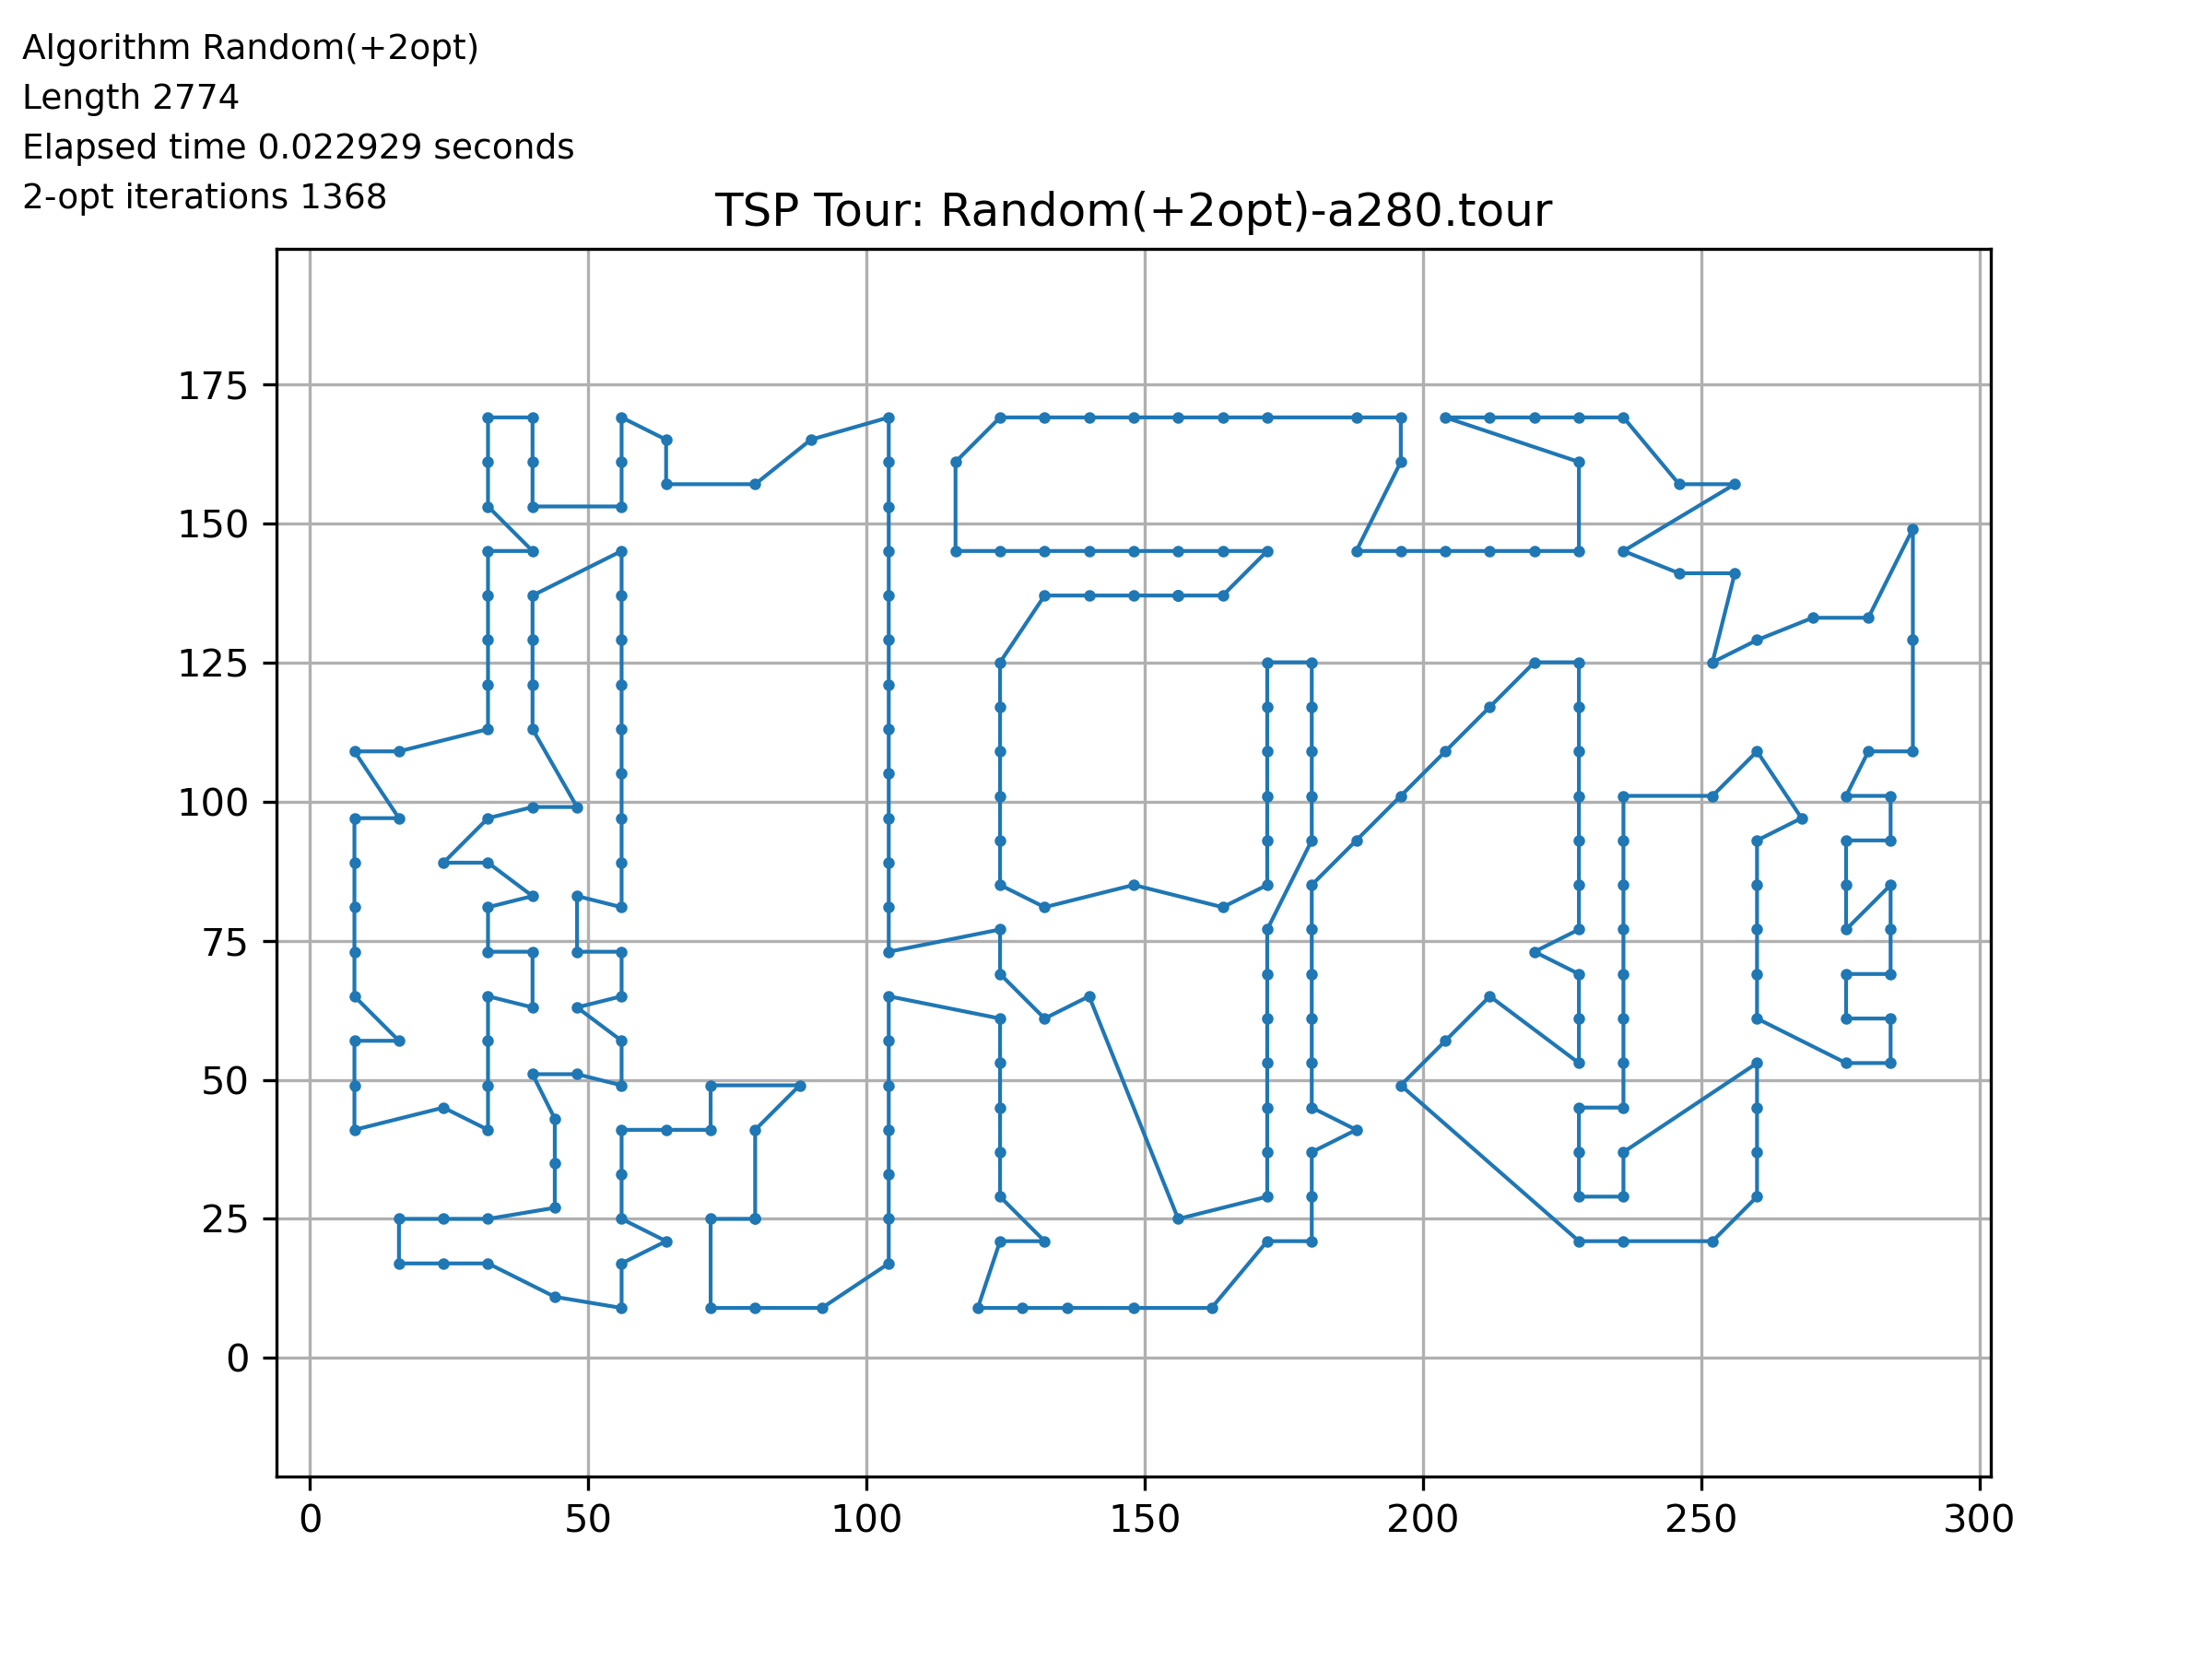 Algorithm Random(+2opt)
Length 2774
Elapsed time 0.022929 seconds
2-opt iterations 1368
TSP Tour: Random(+2opt)-a280.tour
175
150
125
100
75
50
25
0
0 50 100 150 200 250 300